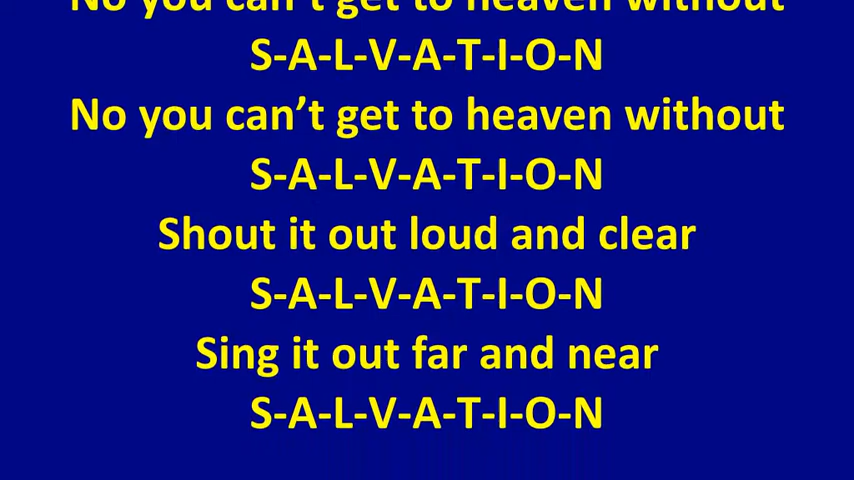 No you can't get to heaven without
S-A-L-V-A-T-I-O-N
No you can’t get to heaven without
S-A-L-V-A-T-I-O-N
Shout it out loud and clear
S-A-L-V-A-T-I-O-N
Sing it out far and near
S-A-L-V-A-T-I-O-N